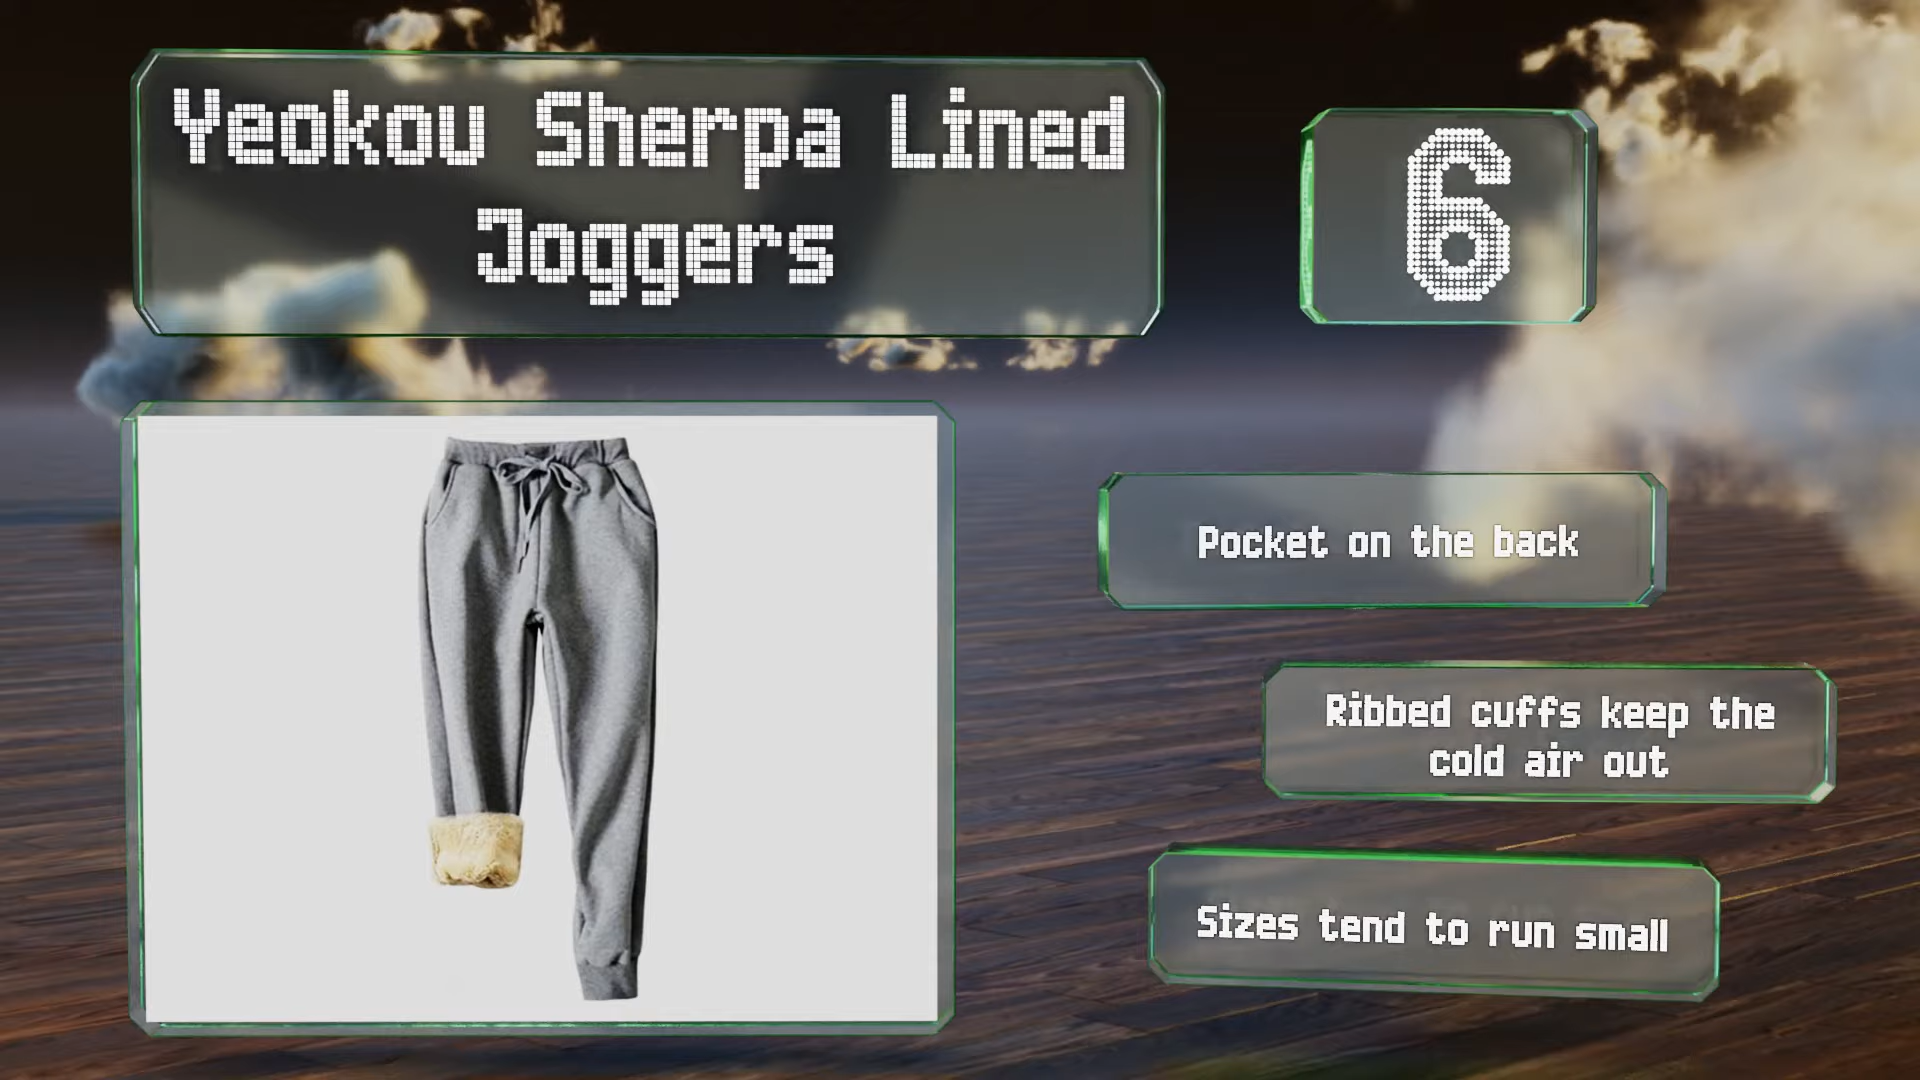 Yeokou Sherpa Lined
Joggers
6
Pocket on the back
Ribbed cuffs keep the
cold air out
Sizes tend to run small